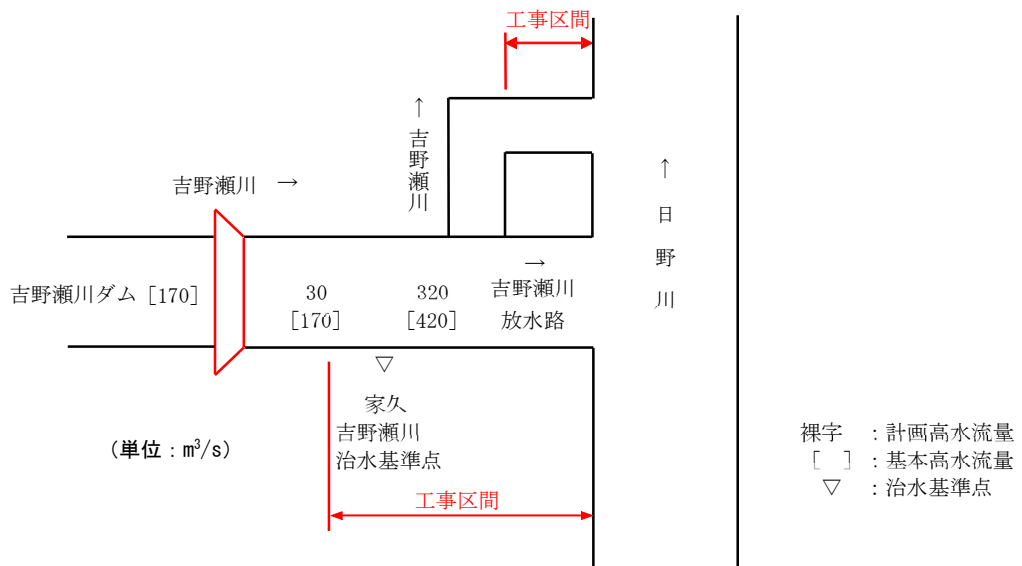 工事区間
↑吉野瀬川
吉野瀬川 →
↑日野川
吉野瀬川ダム [170]
30
[170]
320
[420]
→
吉野瀬川
放水路
▽
家久
吉野瀬川
治水基準点
(単位：m³/s)
工事区間
裸字 ：計画高水流量
[ ] ：基本高水流量
▽ ：治水基準点